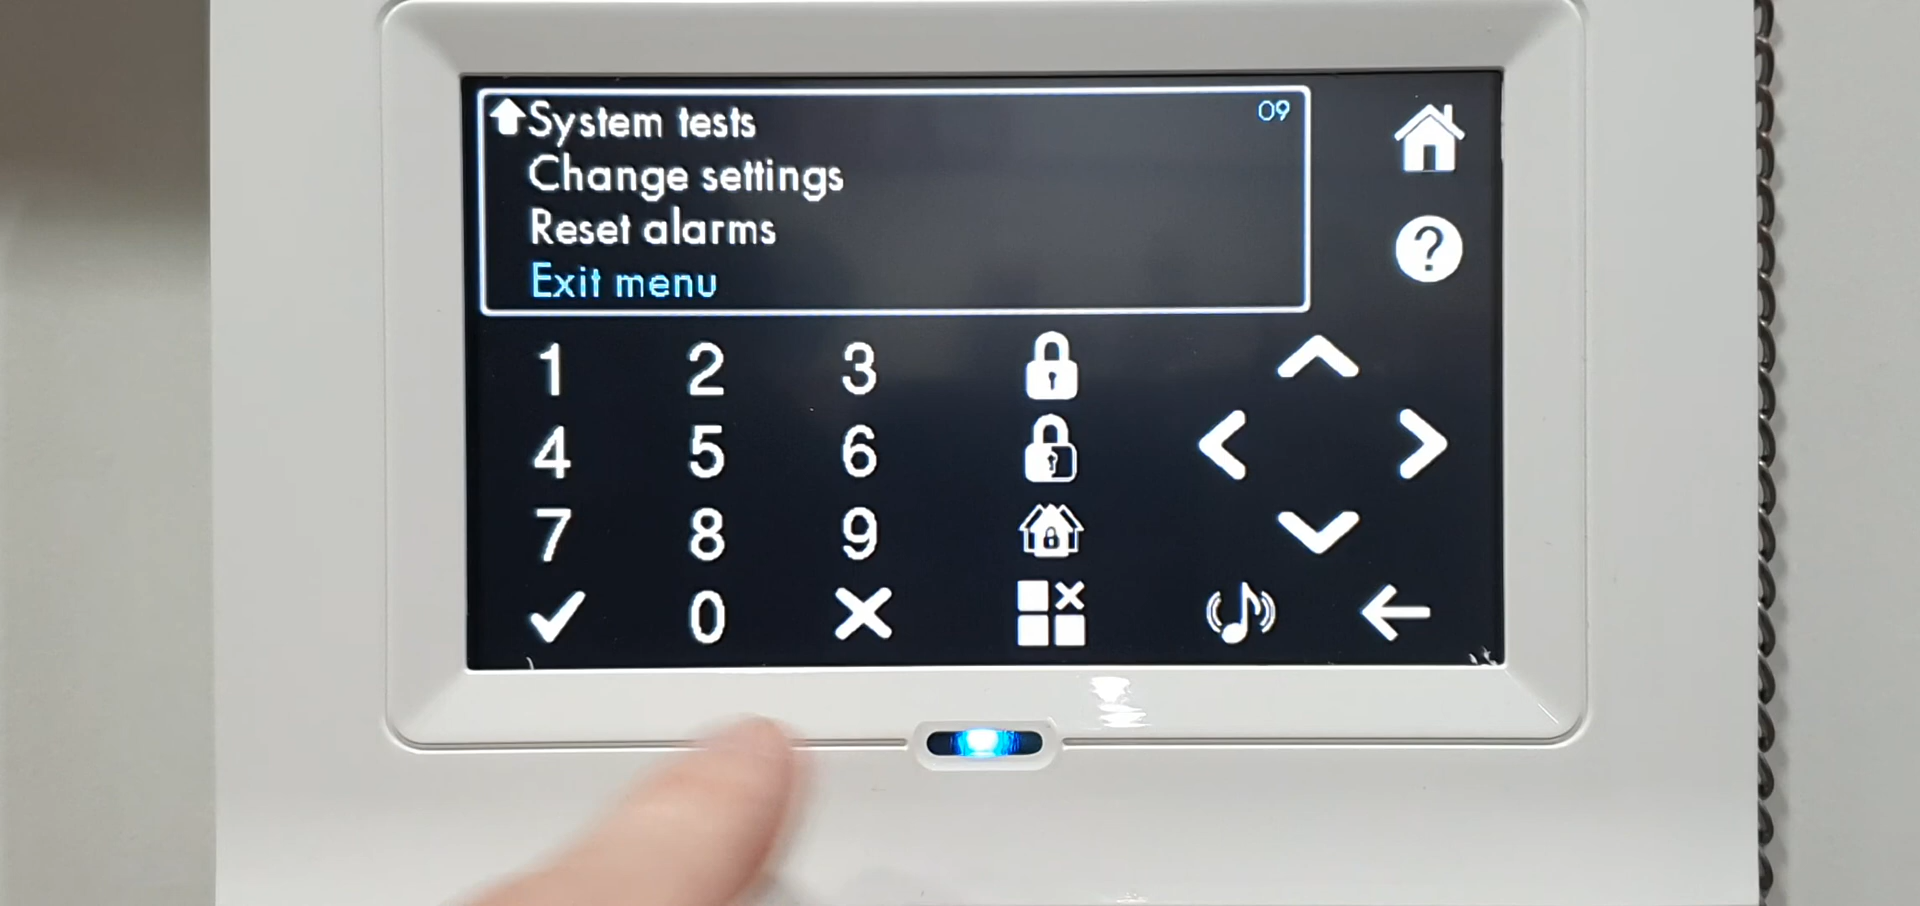 System tests 09
Change settings
Reset alarms
Exit menu
1 2 3
4 5 6
7 8 9
0